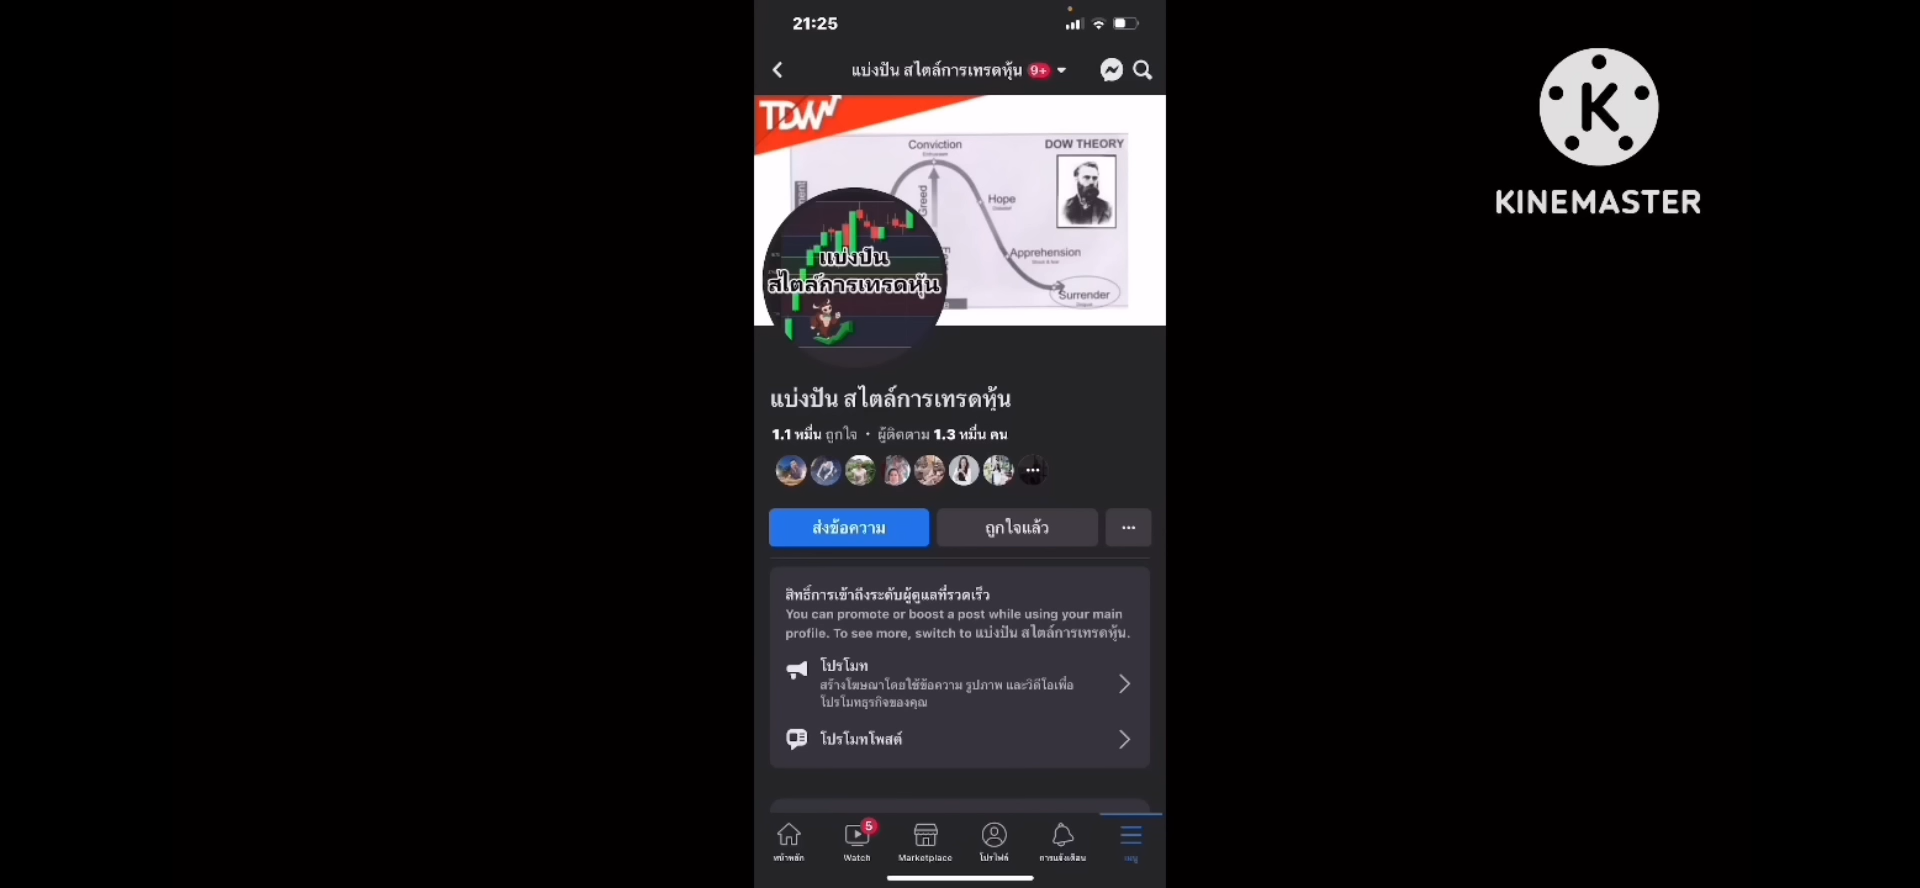 21:25
แบ่งปัน สไตล์การเทรดหุ้น 9+
TDW
Conviction
DOW THEORY
Greed
Hope
Apprehension
Surrender
แบ่งปัน
สไตล์การเทรดหุ้น
แบ่งปัน สไตล์การเทรดหุ้น
1.1 หมื่น ถูกใจ · ผู้ติดตาม 1.3 หมื่น คน
ส่งข้อความ
ถูกใจแล้ว
สิทธิ์การเข้าถึงระดับผู้ดูแลที่รวดเร็ว
You can promote or boost a post while using your main
profile. To see more, switch to แบ่งปัน สไตล์การเทรดหุ้น.
โปรโมท
สร้างโฆษณาโดยใช้ข้อความ รูปภาพ และวิดีโอเพื่อ
โปรโมทธุรกิจของคุณ
โปรโมทโพสต์
5
หน้าหลัก
Watch
Marketplace
โปรไฟล์
การแจ้งเตือน
เมนู
K
KINEMASTER